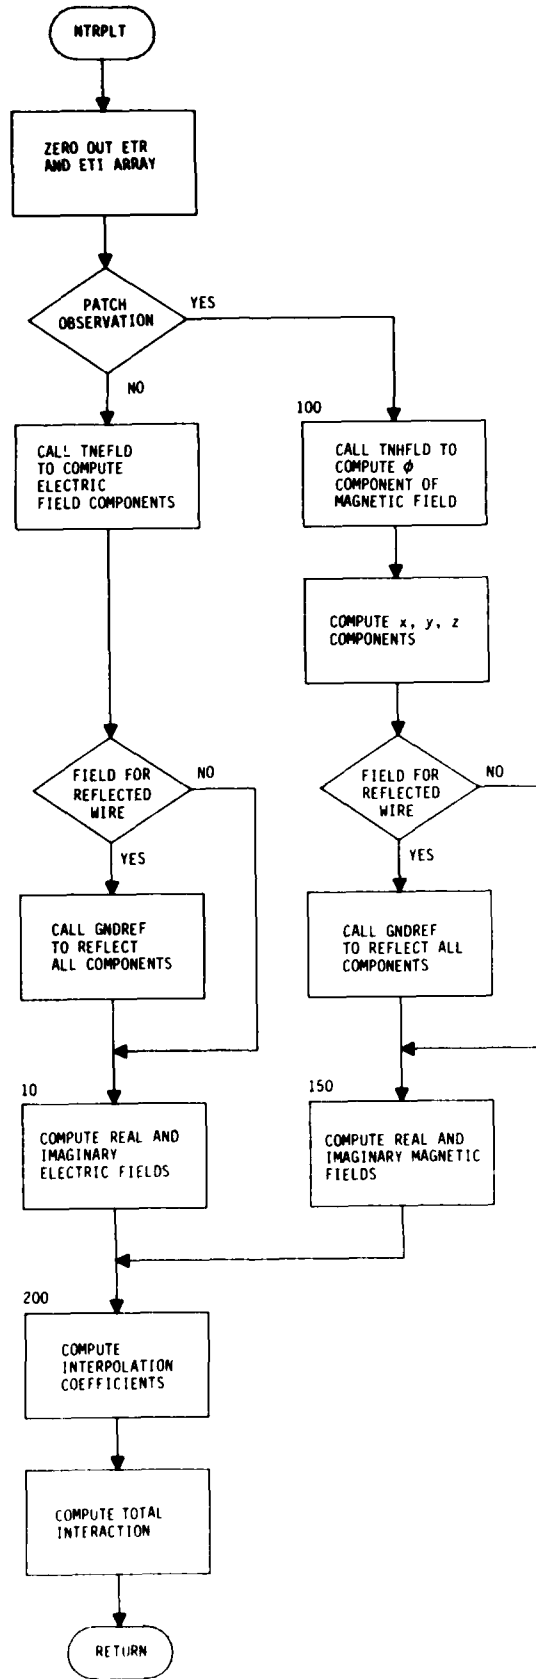 NTRPLT
ZERO OUT ETR
AND ETI ARRAY
PATCH
OBSERVATION
YES
NO
100
CALL TNEFLD
TO COMPUTE
ELECTRIC
FIELD COMPONENTS
CALL TNHFLD TO
COMPUTE ϕ
COMPONENT OF
MAGNETIC FIELD
COMPUTE x, y, z
COMPONENTS
FIELD FOR
REFLECTED
WIRE
NO
YES
FIELD FOR
REFLECTED
WIRE
NO
YES
CALL GNDREF
TO REFLECT
ALL COMPONENTS
CALL GNDREF
TO REFLECT ALL
COMPONENTS
10
COMPUTE REAL AND
IMAGINARY
ELECTRIC FIELDS
150
COMPUTE REAL AND
IMAGINARY MAGNETIC
FIELDS
200
COMPUTE
INTERPOLATION
COEFFICIENTS
COMPUTE TOTAL
INTERACTION
RETURN